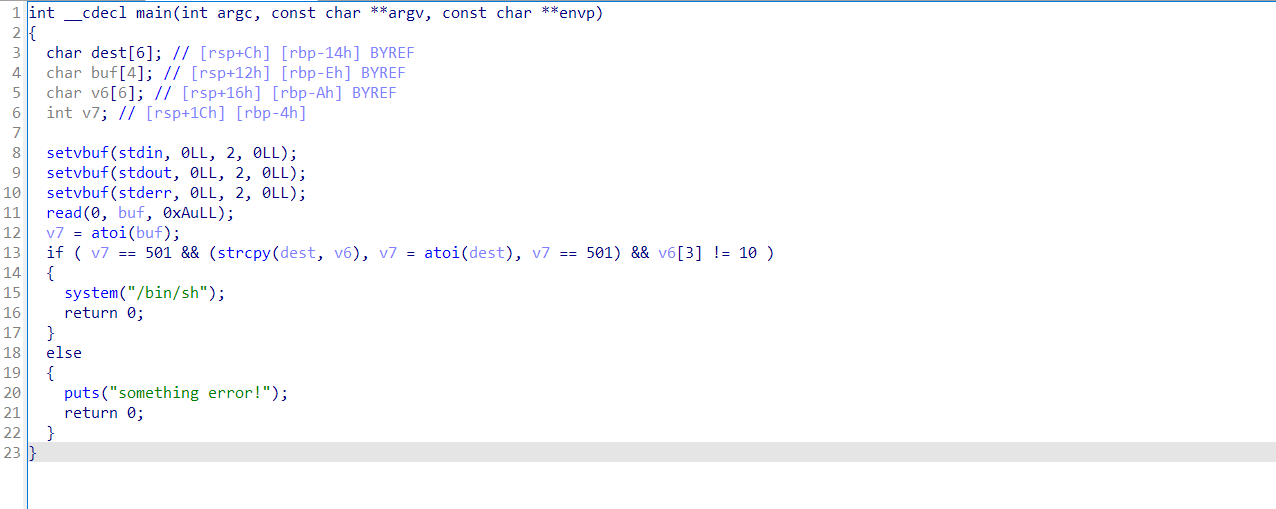 1 int __cdecl main(int argc, const char **argv, const char **envp)
2 {
3 char dest[6]; // [rsp+Ch] [rbp-14h] BYREF
4 char buf[4]; // [rsp+12h] [rbp-Eh] BYREF
5 char v6[6]; // [rsp+16h] [rbp-Ah] BYREF
6 int v7; // [rsp+1Ch] [rbp-4h]
7
8 setvbuf(stdin, 0LL, 2, 0LL);
9 setvbuf(stdout, 0LL, 2, 0LL);
10 setvbuf(stderr, 0LL, 2, 0LL);
11 read(0, buf, 0xAuLL);
12 v7 = atoi(buf);
13 if ( v7 == 501 && (strcpy(dest, v6), v7 = atoi(dest), v7 == 501) && v6[3] != 10 )
14 {
15 system("/bin/sh");
16 return 0;
17 }
18 else
19 {
20 puts("something error!");
21 return 0;
22 }
23 }